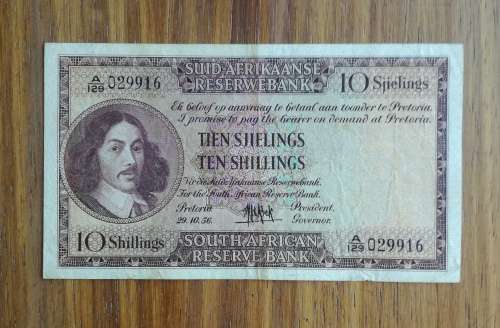 SUID-AFRIKAANSE
RESERWEBANK
A/129 029916
10 Sjielings
Ek beloof op aanvraag te betaal aan toonder te Pretoria.
I promise to pay the bearer on demand at Pretoria.
TIEN SJIELINGS
TEN SHILLINGS
Vir die Suid-Afrikaanse Reserwebank.
For the South African Reserve Bank.
Pretoria President.
29.10.56. Governor.
10 Shillings
SOUTH AFRICAN
RESERVE BANK
A/129 029916